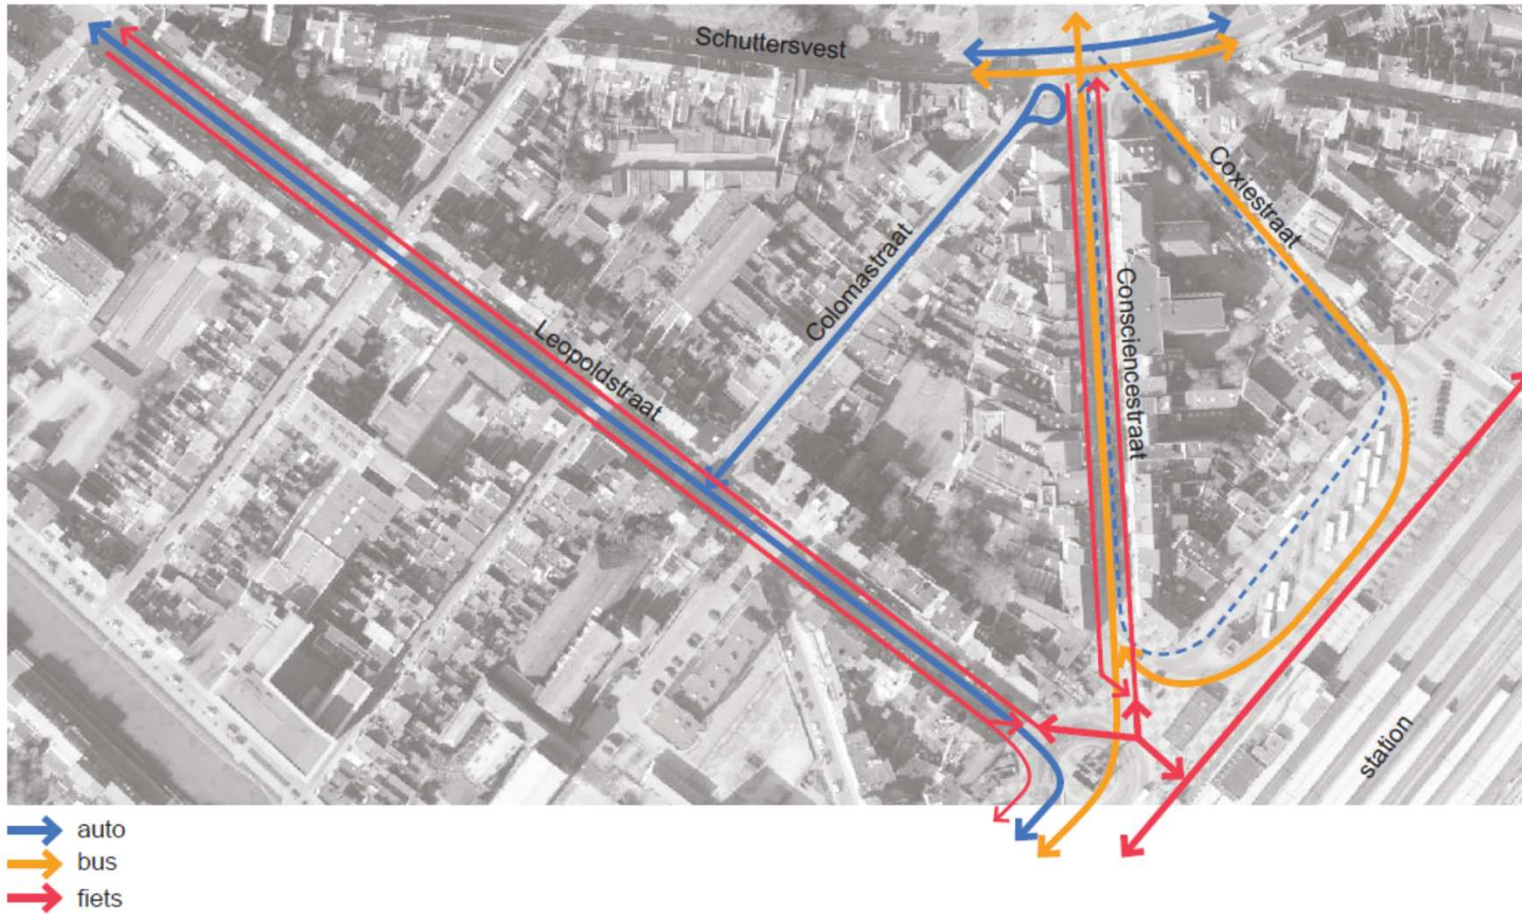 Schuttersvest
Coxiestraat
Colomastraat
Consciencestraat
Leopoldstraat
station
auto
bus
fiets